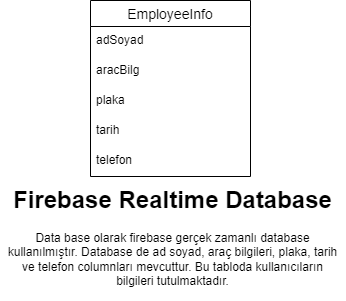 EmployeeInfo
adSoyad
aracBilg
plaka
tarih
telefon
Firebase Realtime Database
Data base olarak firebase gerçek zamanlı database
kullanılmıştır. Database de ad soyad, araç bilgileri, plaka, tarih
ve telefon columnları mevcuttur. Bu tabloda kullanıcıların
bilgileri tutulmaktadır.